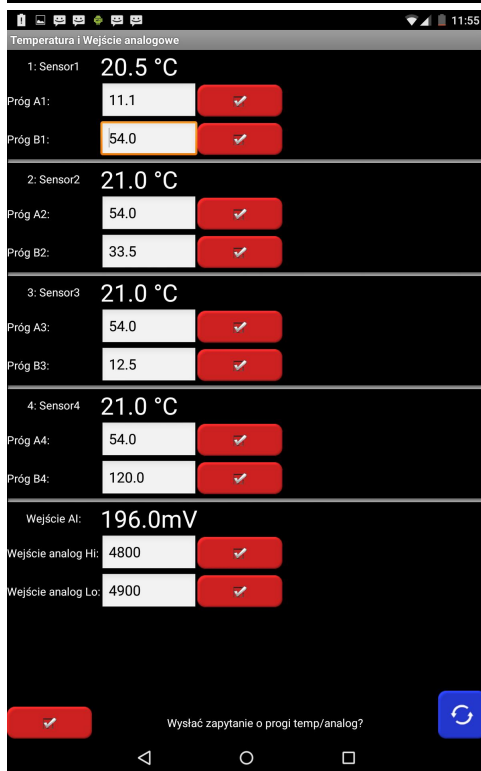 11:55
Temperatura i Wejście analogowe
1: Sensor1 20.5 °C
Próg A1: 11.1
Próg B1: 54.0
2: Sensor2 21.0 °C
Próg A2: 54.0
Próg B2: 33.5
3: Sensor3 21.0 °C
Próg A3: 54.0
Próg B3: 12.5
4: Sensor4 21.0 °C
Próg A4: 54.0
Próg B4: 120.0
Wejście AI: 196.0mV
Wejście analog Hi: 4800
Wejście analog Lo: 4900
Wysłać zapytanie o progi temp/analog?